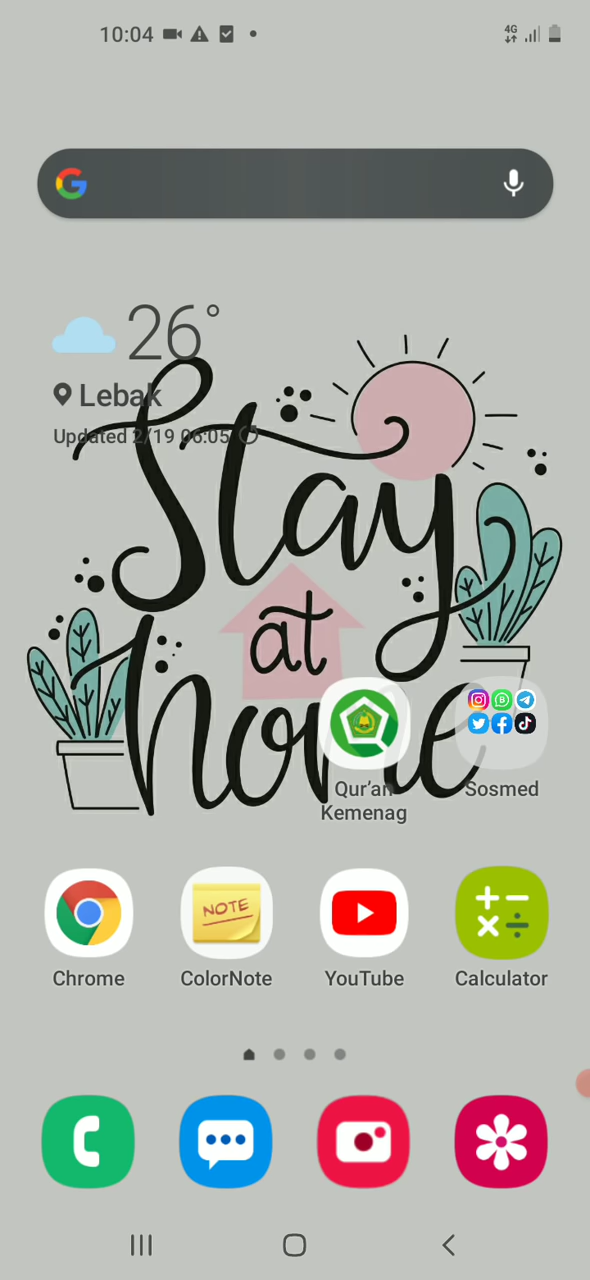 10:04
4G
26°
Lebak
Updated 2/19 06:05
Stay
at
home
Qur'an
Kemenag
Sosmed
NOTE
Chrome
ColorNote
YouTube
Calculator